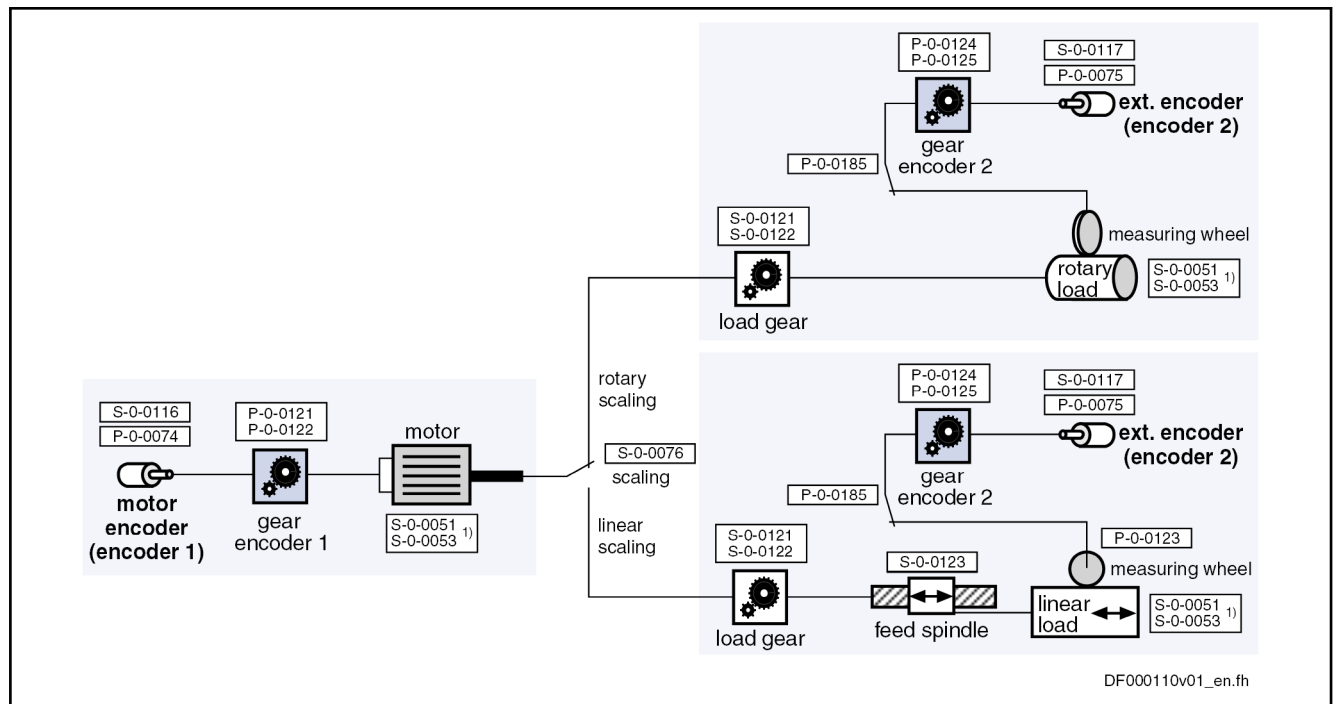 P-0-0124
P-0-0125
S-0-0117
P-0-0075
ext. encoder
(encoder 2)
gear
encoder 2
P-0-0185
S-0-0121
S-0-0122
measuring wheel
rotary
load
S-0-0051
S-0-0053 1)
load gear
rotary
scaling
S-0-0076
scaling
linear
scaling
S-0-0116
P-0-0074
P-0-0121
P-0-0122
motor
motor
encoder
(encoder 1)
gear
encoder 1
S-0-0051
S-0-0053 1)
P-0-0124
P-0-0125
S-0-0117
P-0-0075
ext. encoder
(encoder 2)
gear
encoder 2
P-0-0185
S-0-0121
S-0-0122
S-0-0123
P-0-0123
measuring wheel
linear
load
S-0-0051
S-0-0053 1)
load gear
feed spindle
DF000110v01_en.fh